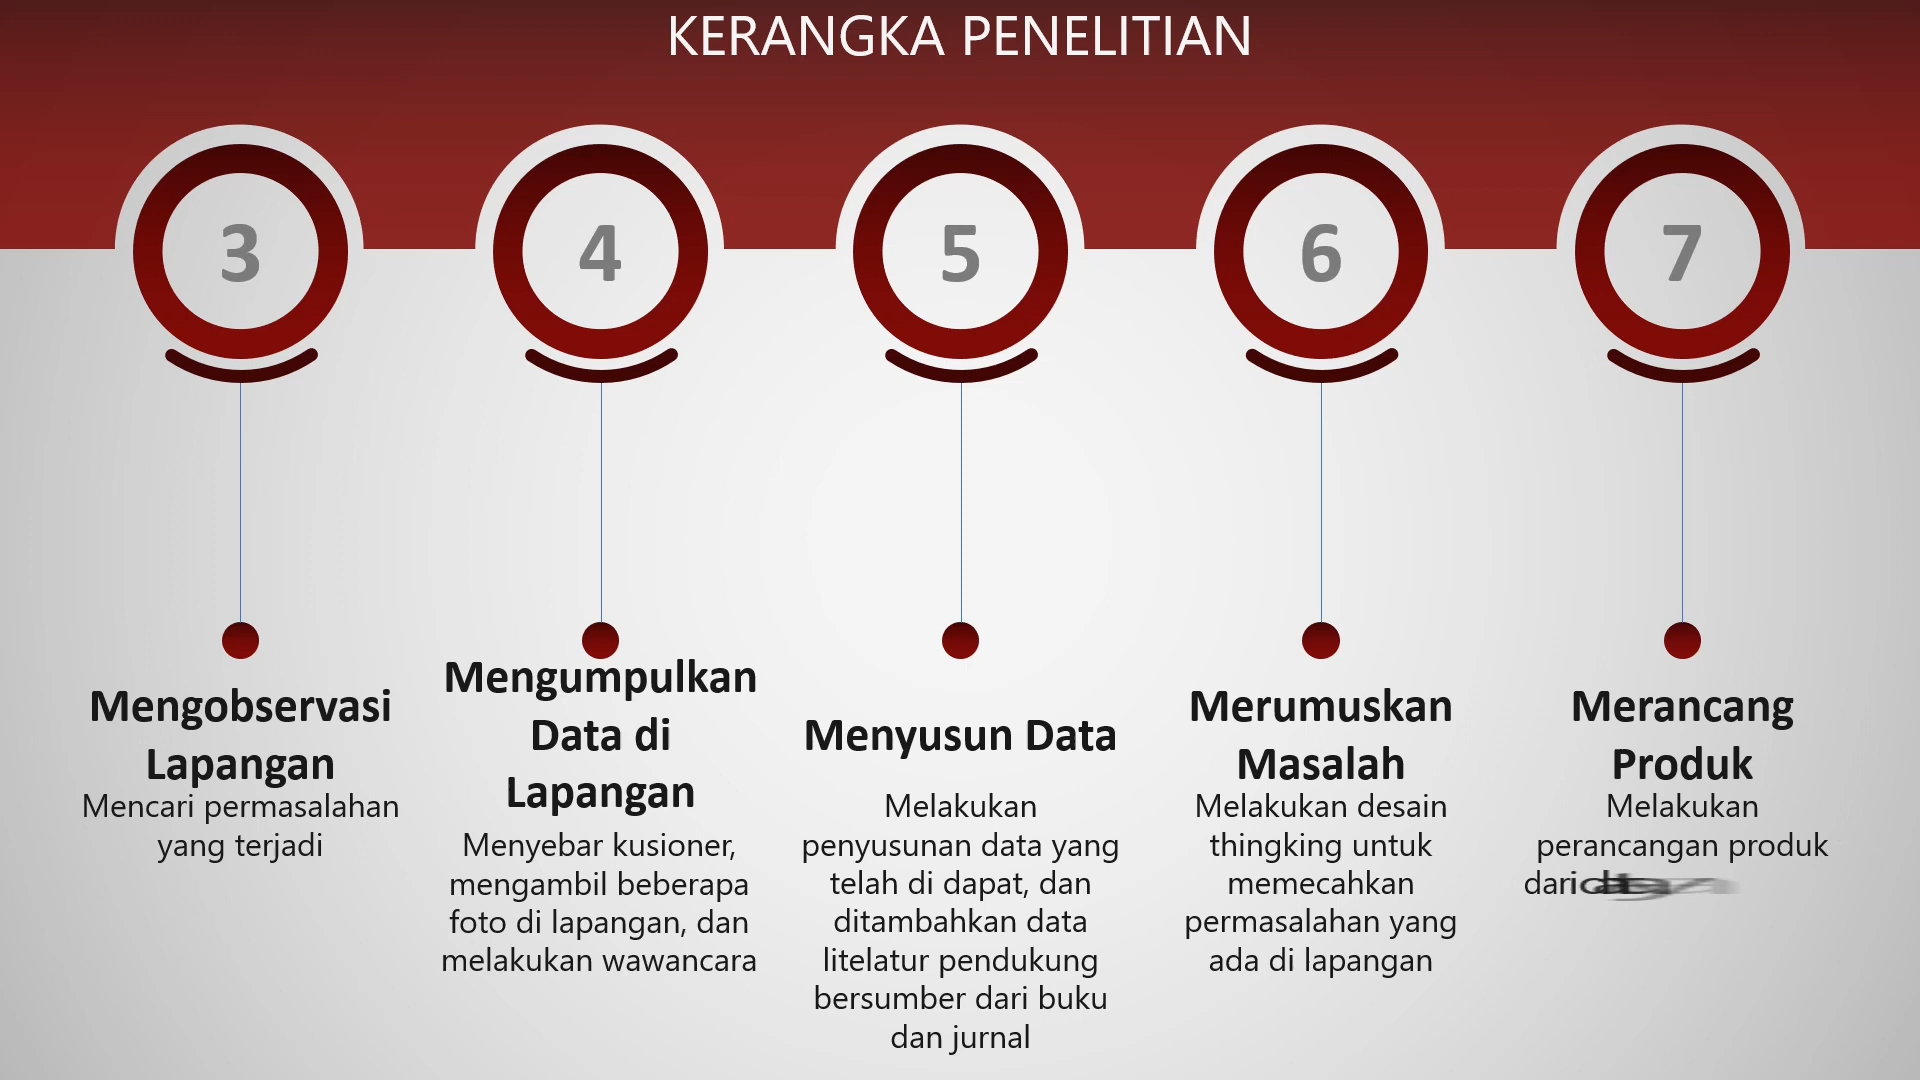 KERANGKA PENELITIAN
3
4
5
6
7
Mengobservasi
Lapangan
Mencari permasalahan
yang terjadi
Mengumpulkan
Data di
Lapangan
Menyebar kusioner,
mengambil beberapa
foto di lapangan, dan
melakukan wawancara
Menyusun Data
Melakukan
penyusunan data yang
telah di dapat, dan
ditambahkan data
litelatur pendukung
bersumber dari buku
dan jurnal
Merumuskan
Masalah
Melakukan desain
thingking untuk
memecahkan
permasalahan yang
ada di lapangan
Merancang
Produk
Melakukan
perancangan produk
dari